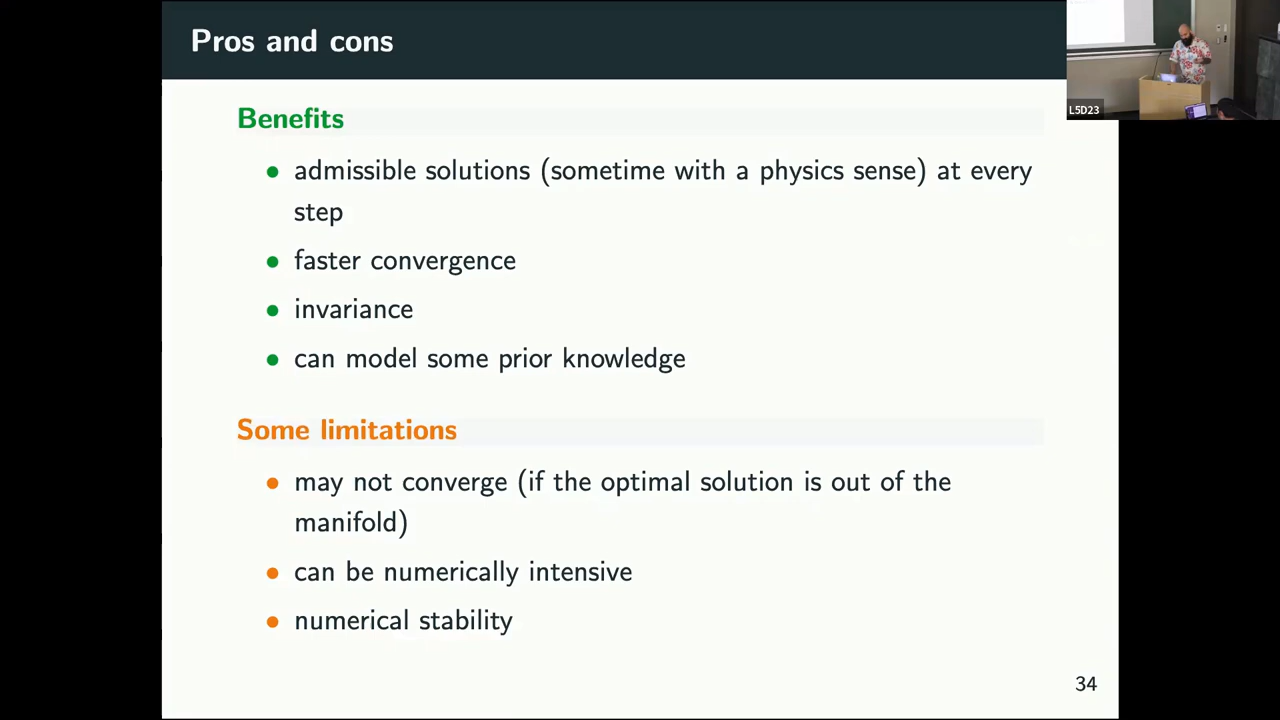 Pros and cons
L5D23
Benefits
• admissible solutions (sometime with a physics sense) at every
step
• faster convergence
• invariance
• can model some prior knowledge
Some limitations
• may not converge (if the optimal solution is out of the
manifold)
• can be numerically intensive
• numerical stability
34